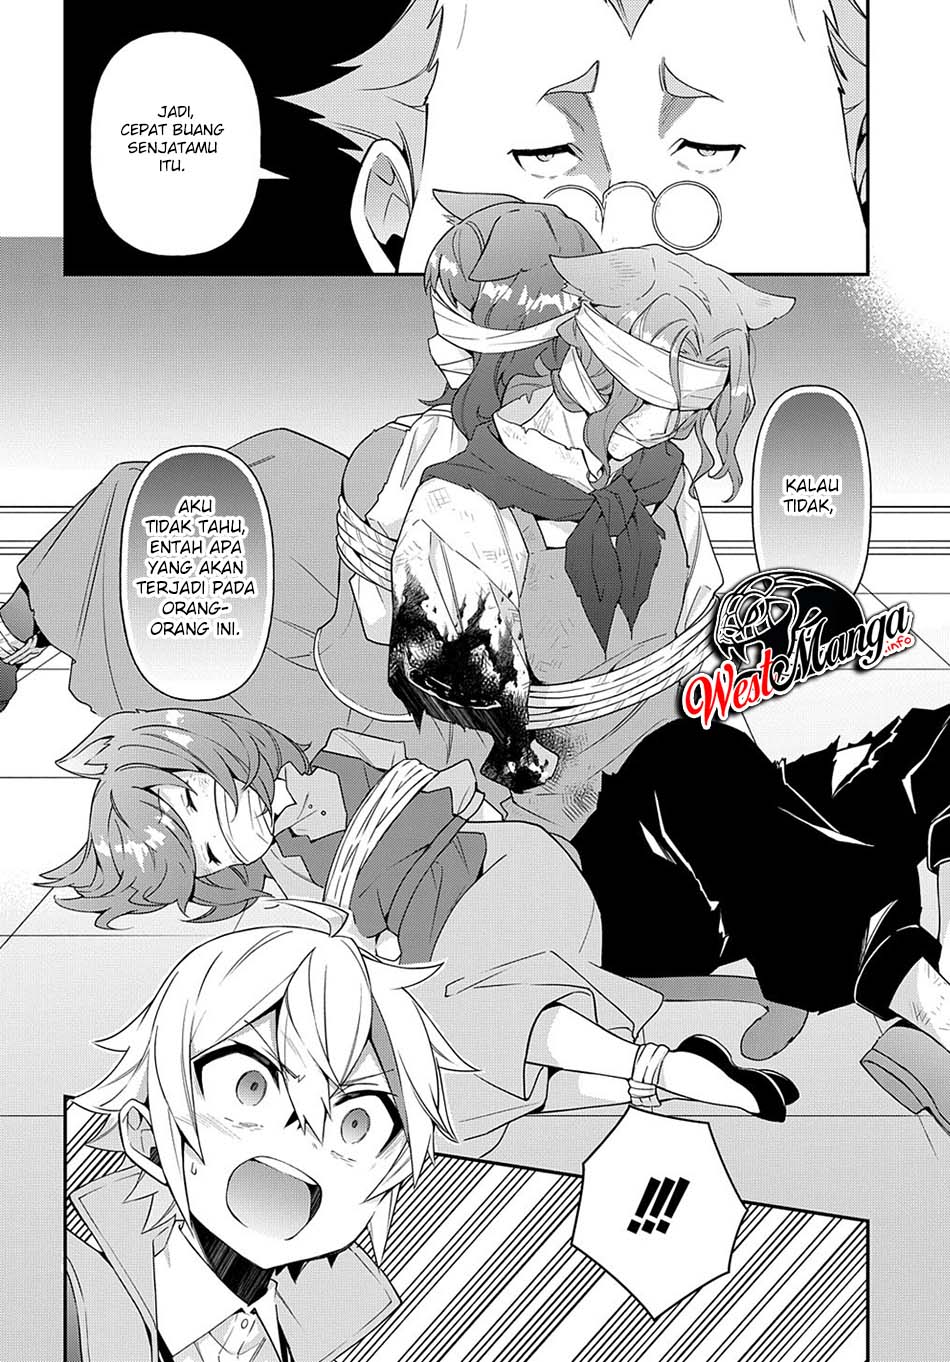 JADI,
CEPAT BUANG
SENJATAMU
ITU.
KALAU
TIDAK,
AKU
TIDAK TAHU,
ENTAH APA
YANG AKAN
TERJADI PADA
ORANG-
ORANG INI.
WestManga
.info
!!!